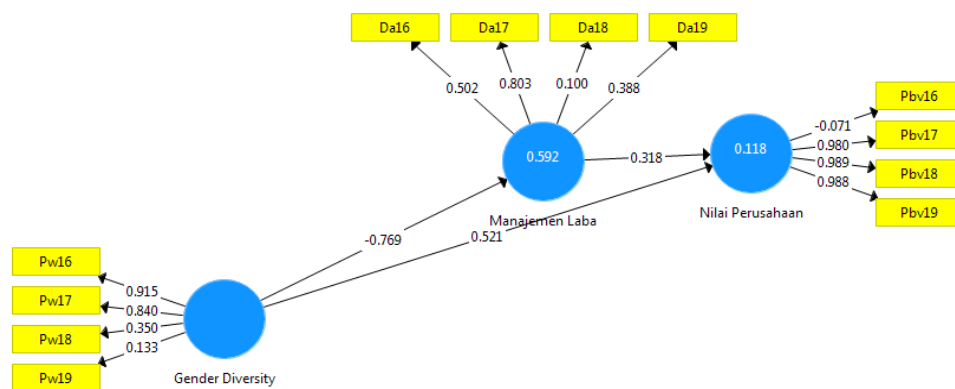 Da16
Da17
Da18
Da19
0.502
0.803
0.100
0.388
Pbv16
Pbv17
Pbv18
Pbv19
-0.071
0.980
0.989
0.988
0.592
0.318
0.118
Manajemen Laba
Nilai Perusahaan
-0.769
0.521
Pw16
Pw17
Pw18
Pw19
0.915
0.840
0.350
0.133
Gender Diversity